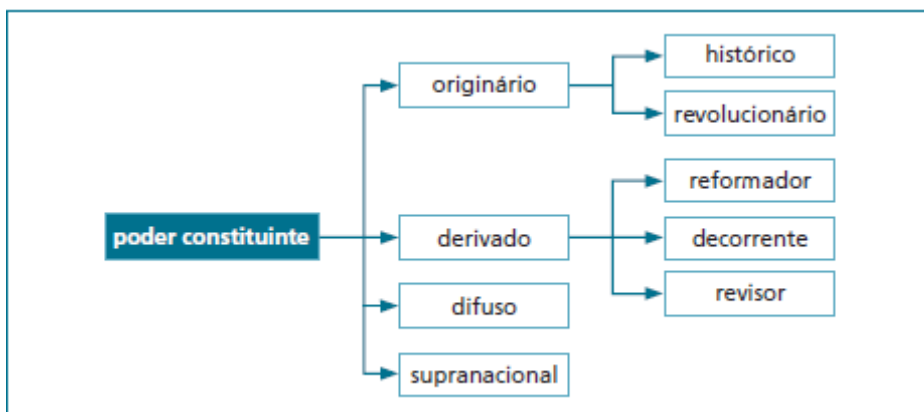 poder constituinte
originário
histórico
revolucionário
derivado
reformador
decorrente
revisor
difuso
supranacional